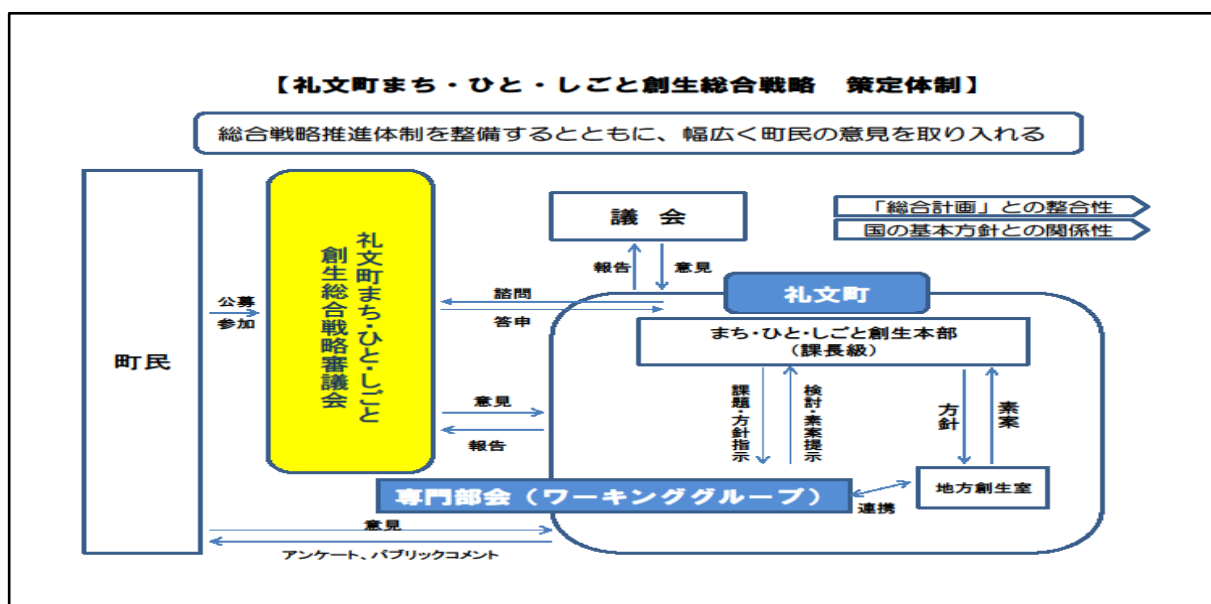 【礼文町まち・ひと・しごと創生総合戦略　策定体制】
総合戦略推進体制を整備するとともに、幅広く町民の意見を取り入れる
町民
公募
参加
礼文町まち・ひと・しごと
創生総合戦略審議会
議　会
報告
意見
「総合計画」との整合性
国の基本方針との関係性
諮問
答申
礼文町
まち・ひと・しごと創生本部
（課長級）
意見
報告
課題・方針指示
検討・素案提示
方針
素案
専門部会（ワーキンググループ）
連携
地方創生室
意見
アンケート、パブリックコメント